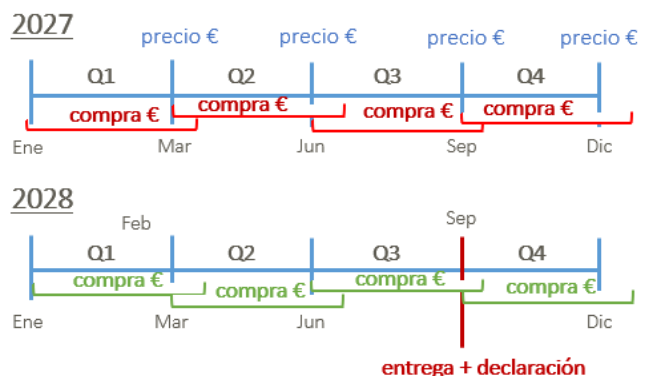 2027
precio € precio € precio € precio €
Q1 Q2 Q3 Q4
compra € compra € compra € compra €
Ene Mar Jun Sep Dic
2028
Feb Sep
Q1 Q2 Q3 Q4
compra € compra € compra € compra €
Ene Mar Jun Dic
entrega + declaración